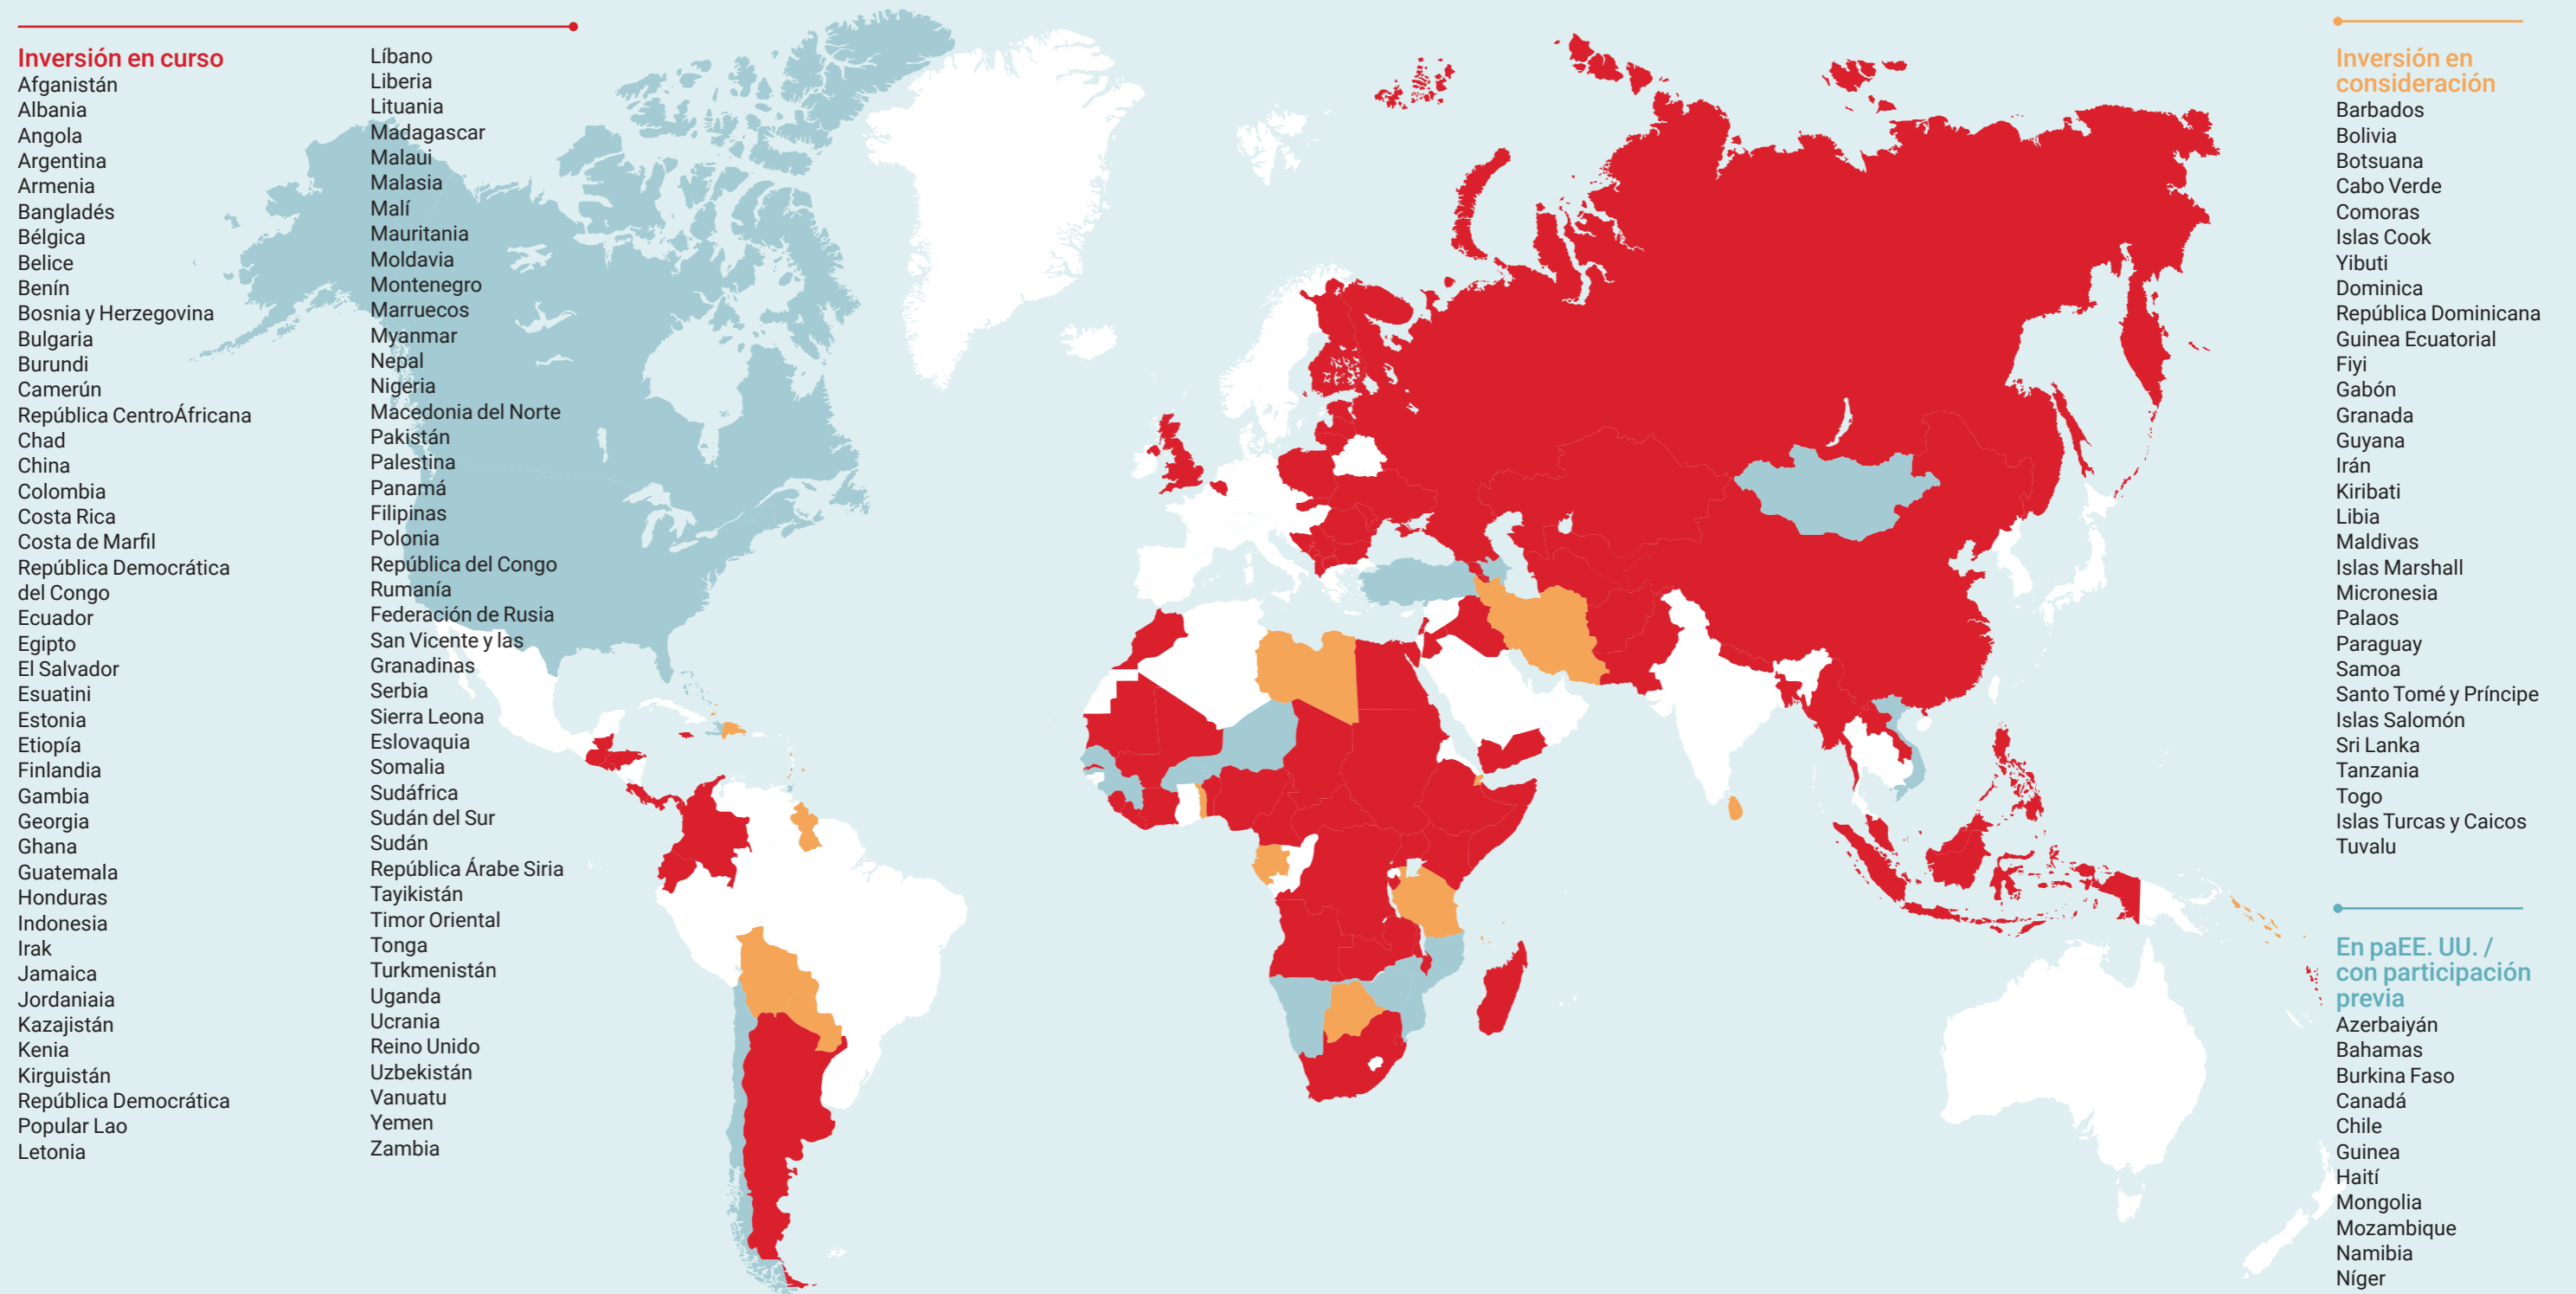 Inversión en curso
Afganistán
Albania
Angola
Argentina
Armenia
Bangladés
Bélgica
Belice
Benín
Bosnia y Herzegovina
Bulgaria
Burundi
Camerún
República CentroÁfricana
Chad
China
Colombia
Costa Rica
Costa de Marfil
República Democrática
del Congo
Ecuador
Egipto
El Salvador
Esuatini
Estonia
Etiopía
Finlandia
Gambia
Georgia
Ghana
Guatemala
Honduras
Indonesia
Irak
Jamaica
Jordaniaia
Kazajistán
Kenia
Kirguistán
República Democrática
Popular Lao
Letonia
Líbano
Liberia
Lituania
Madagascar
Malaui
Malasia
Malí
Mauritania
Moldavia
Montenegro
Marruecos
Myanmar
Nepal
Nigeria
Macedonia del Norte
Pakistán
Palestina
Panamá
Filipinas
Polonia
República del Congo
Rumanía
Federación de Rusia
San Vicente y las
Granadinas
Serbia
Sierra Leona
Eslovaquia
Somalia
Sudáfrica
Sudán del Sur
Sudán
República Árabe Siria
Tayikistán
Timor Oriental
Tonga
Turkmenistán
Uganda
Ucrania
Reino Unido
Uzbekistán
Vanuatu
Yemen
Zambia
Inversión en
consideración
Barbados
Bolivia
Botsuana
Cabo Verde
Comoras
Islas Cook
Yibuti
Dominica
República Dominicana
Guinea Ecuatorial
Fiyi
Gabón
Granada
Guyana
Irán
Kiribati
Libia
Maldivas
Islas Marshall
Micronesia
Palaos
Paraguay
Samoa
Santo Tomé y Príncipe
Islas Salomón
Sri Lanka
Tanzania
Togo
Islas Turcas y Caicos
Tuvalu
En paEE. UU. /
con participación
previa
Azerbaiyán
Bahamas
Burkina Faso
Canadá
Chile
Guinea
Haití
Mongolia
Mozambique
Namibia
Níger